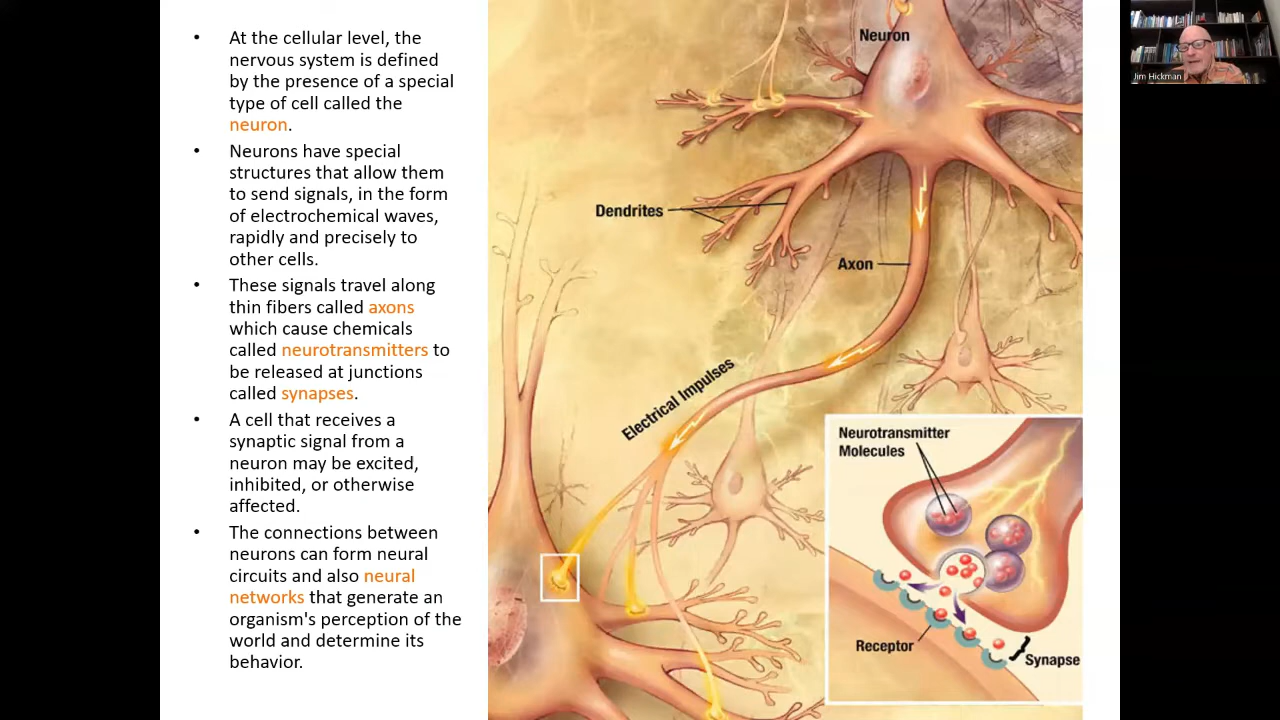 • At the cellular level, the
nervous system is defined
by the presence of a special
type of cell called the
neuron.
• Neurons have special
structures that allow them
to send signals, in the form
of electrochemical waves,
rapidly and precisely to
other cells.
• These signals travel along
thin fibers called axons
which cause chemicals
called neurotransmitters to
be released at junctions
called synapses.
• A cell that receives a
synaptic signal from a
neuron may be excited,
inhibited, or otherwise
affected.
• The connections between
neurons can form neural
circuits and also neural
networks that generate an
organism's perception of the
world and determine its
behavior.
Neuron
Dendrites
Axon
Electrical Impulses
Neurotransmitter
Molecules
Receptor
Synapse
Jim Hickman